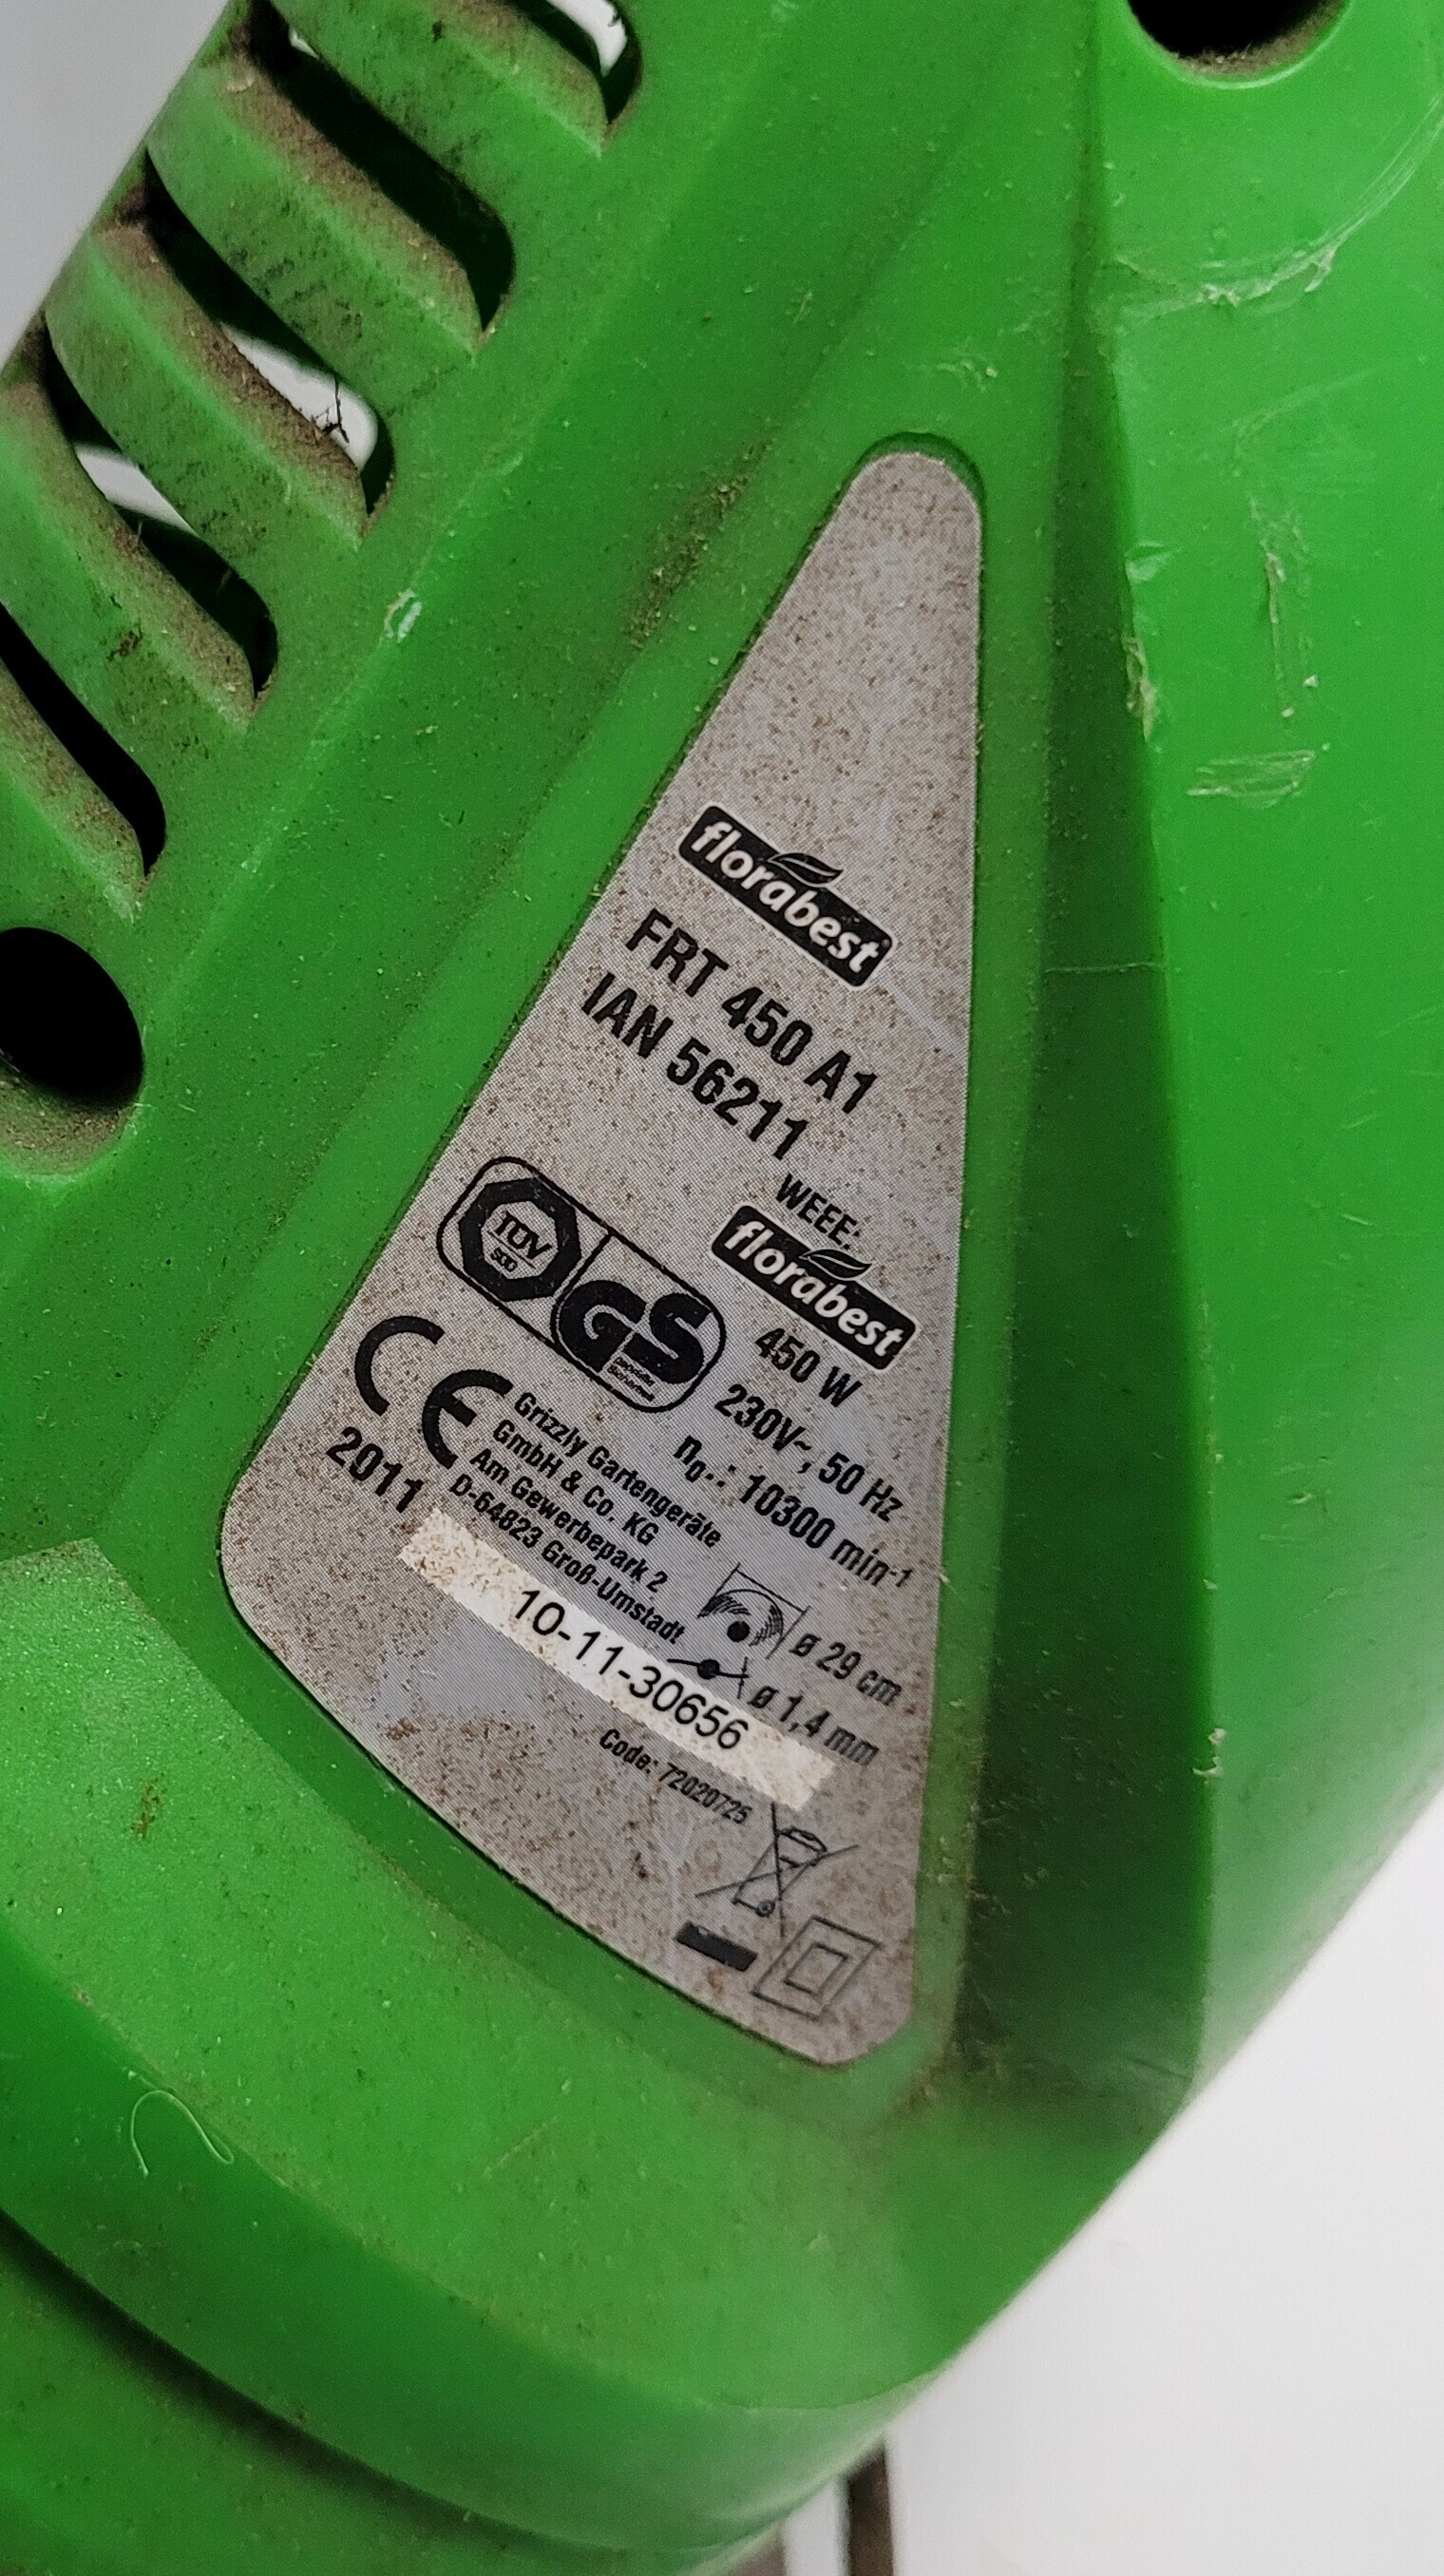 florabest
FRT 450 A1
IAN 56211
WEEE:
florabest
TÜV
GS
CE
2011
450 W
230V~, 50 Hz
n₀..: 10300 min⁻¹
Grizzly Gartengeräte
GmbH & Co. KG
Am Gewerbepark 2
D-64823 Groß-Umstadt
ø 29 cm
ø 1,4 mm
10-11-30656
Code: 72020725